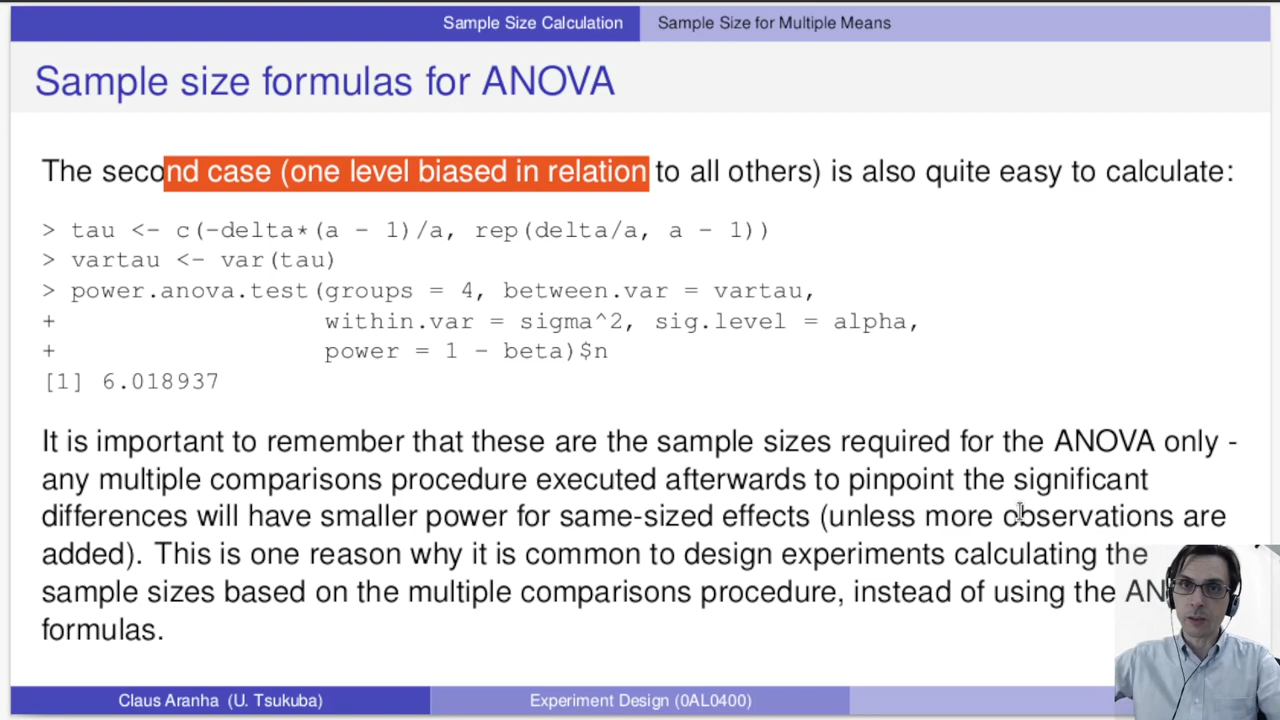 Sample Size Calculation Sample Size for Multiple Means
Sample size formulas for ANOVA
The second case (one level biased in relation to all others) is also quite easy to calculate:
> tau <- c(-delta*(a - 1)/a, rep(delta/a, a - 1))
> vartau <- var(tau)
> power.anova.test(groups = 4, between.var = vartau,
+ within.var = sigma^2, sig.level = alpha,
+ power = 1 - beta)$n
[1] 6.018937
It is important to remember that these are the sample sizes required for the ANOVA only -
any multiple comparisons procedure executed afterwards to pinpoint the significant
differences will have smaller power for same-sized effects (unless more observations are
added). This is one reason why it is common to design experiments calculating the
sample sizes based on the multiple comparisons procedure, instead of using the
formulas.
Claus Aranha (U. Tsukuba) Experiment Design (0AL0400)